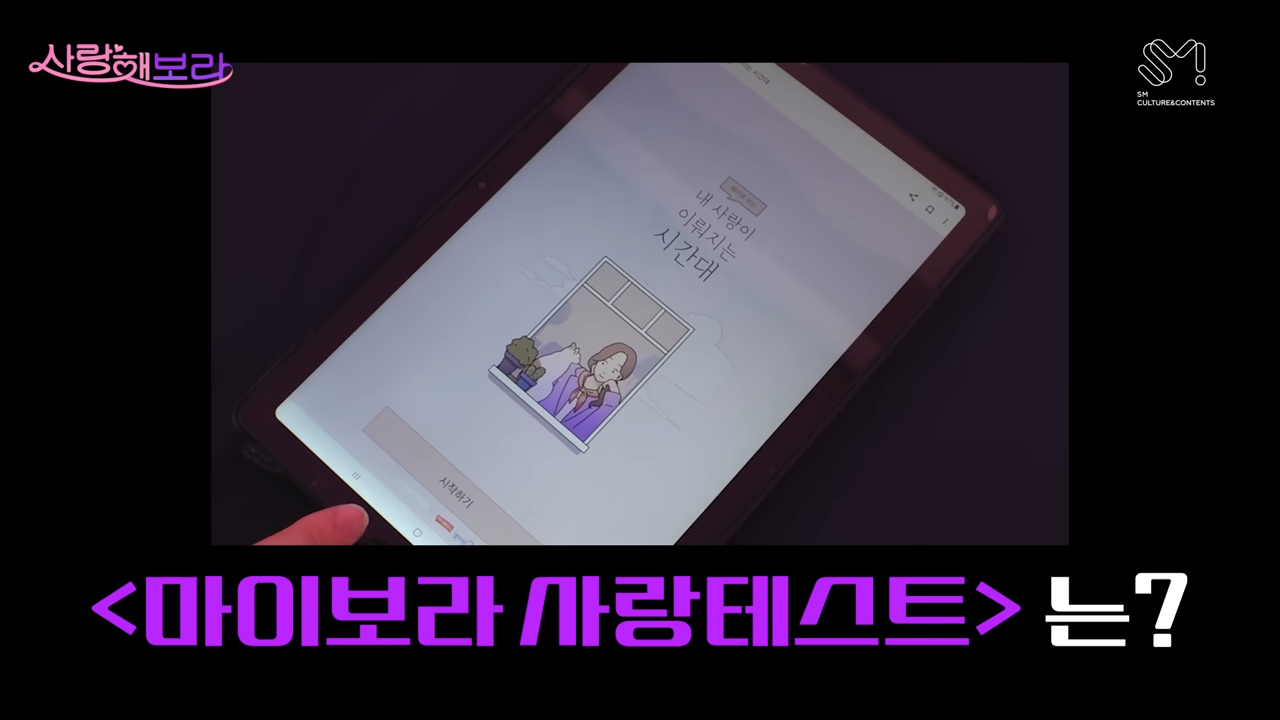 사랑해보라
SM
CULTURE&CONTENTS
내 사랑이
이뤄지는
시간대
시작하기
<마이보라 사랑테스트> 는?